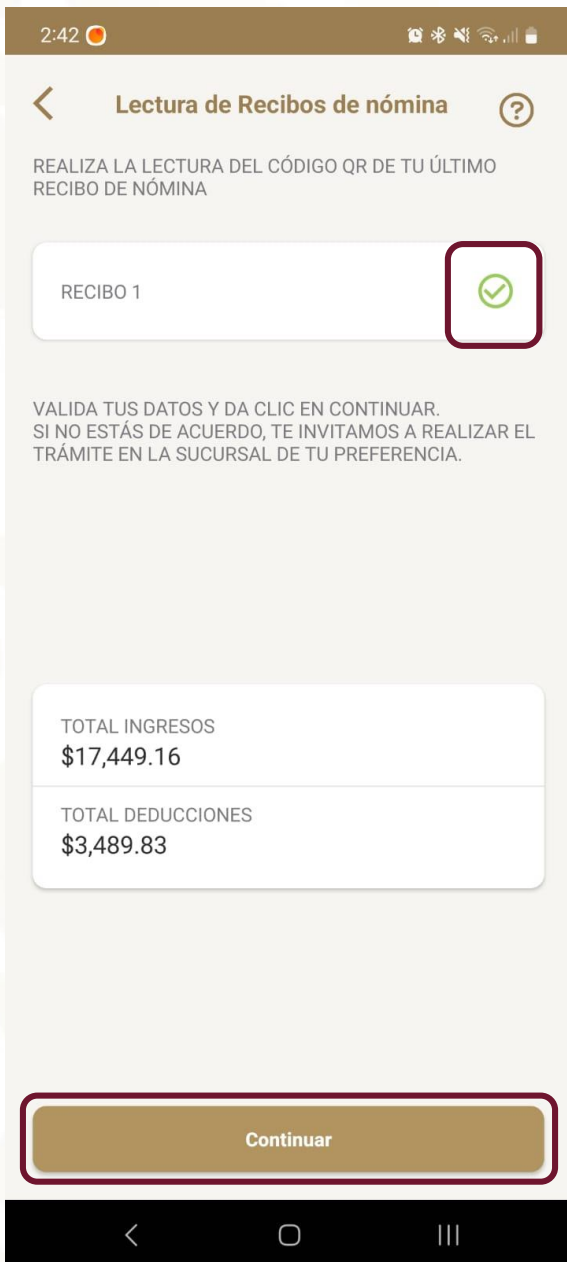 2:42
Lectura de Recibos de nómina
REALIZA LA LECTURA DEL CÓDIGO QR DE TU ÚLTIMO
RECIBO DE NÓMINA
RECIBO 1
VALIDA TUS DATOS Y DA CLIC EN CONTINUAR.
SI NO ESTÁS DE ACUERDO, TE INVITAMOS A REALIZAR EL
TRÁMITE EN LA SUCURSAL DE TU PREFERENCIA.
TOTAL INGRESOS
$17,449.16
TOTAL DEDUCCIONES
$3,489.83
Continuar